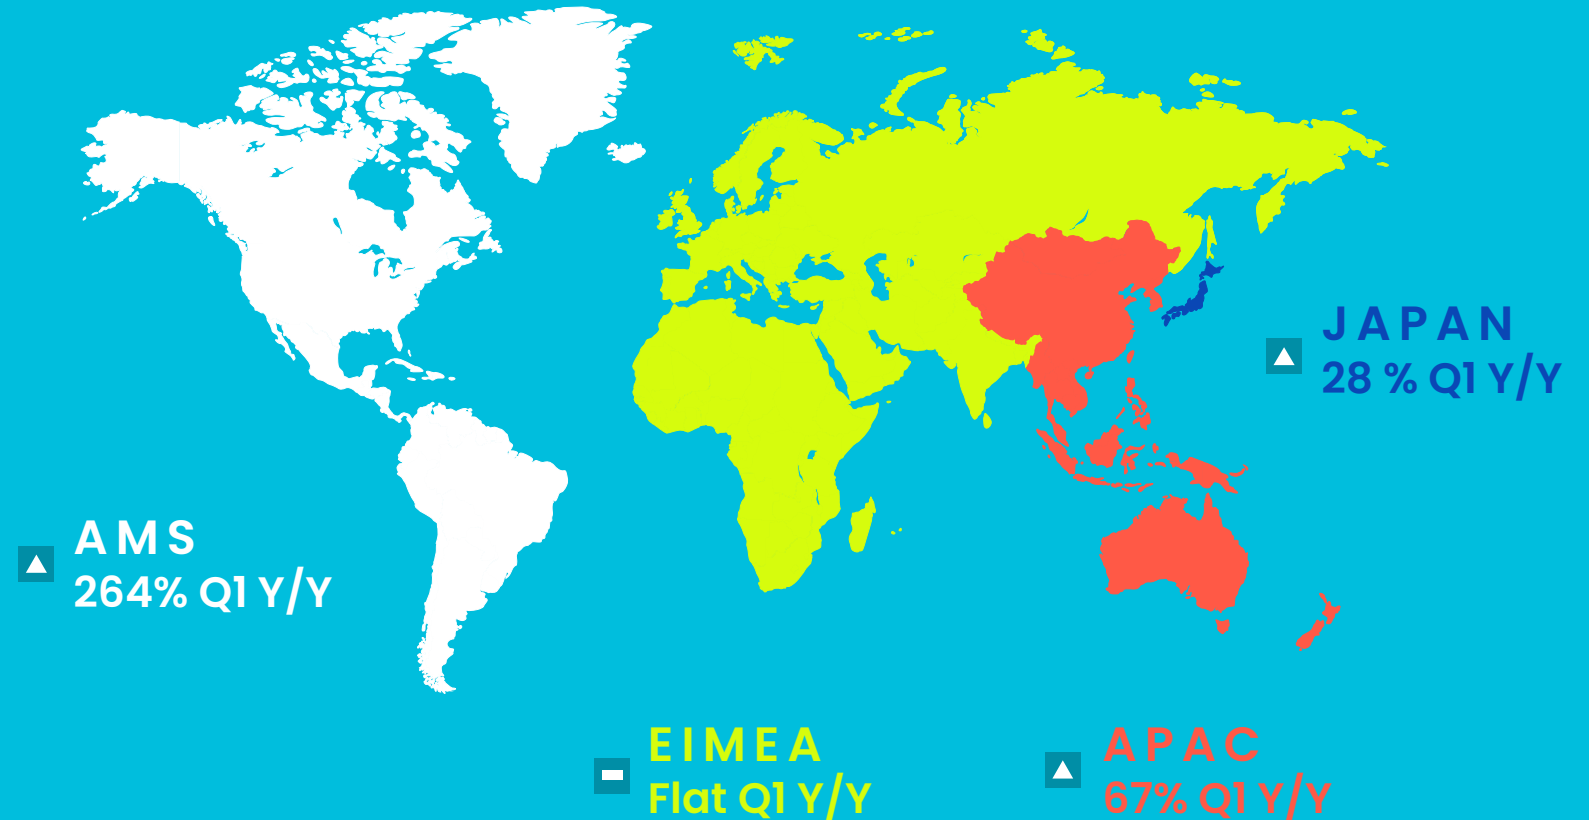 JAPAN
28 % Q1 Y/Y
AMS
264% Q1 Y/Y
EIMEA
Flat Q1 Y/Y
APAC
67% Q1 Y/Y